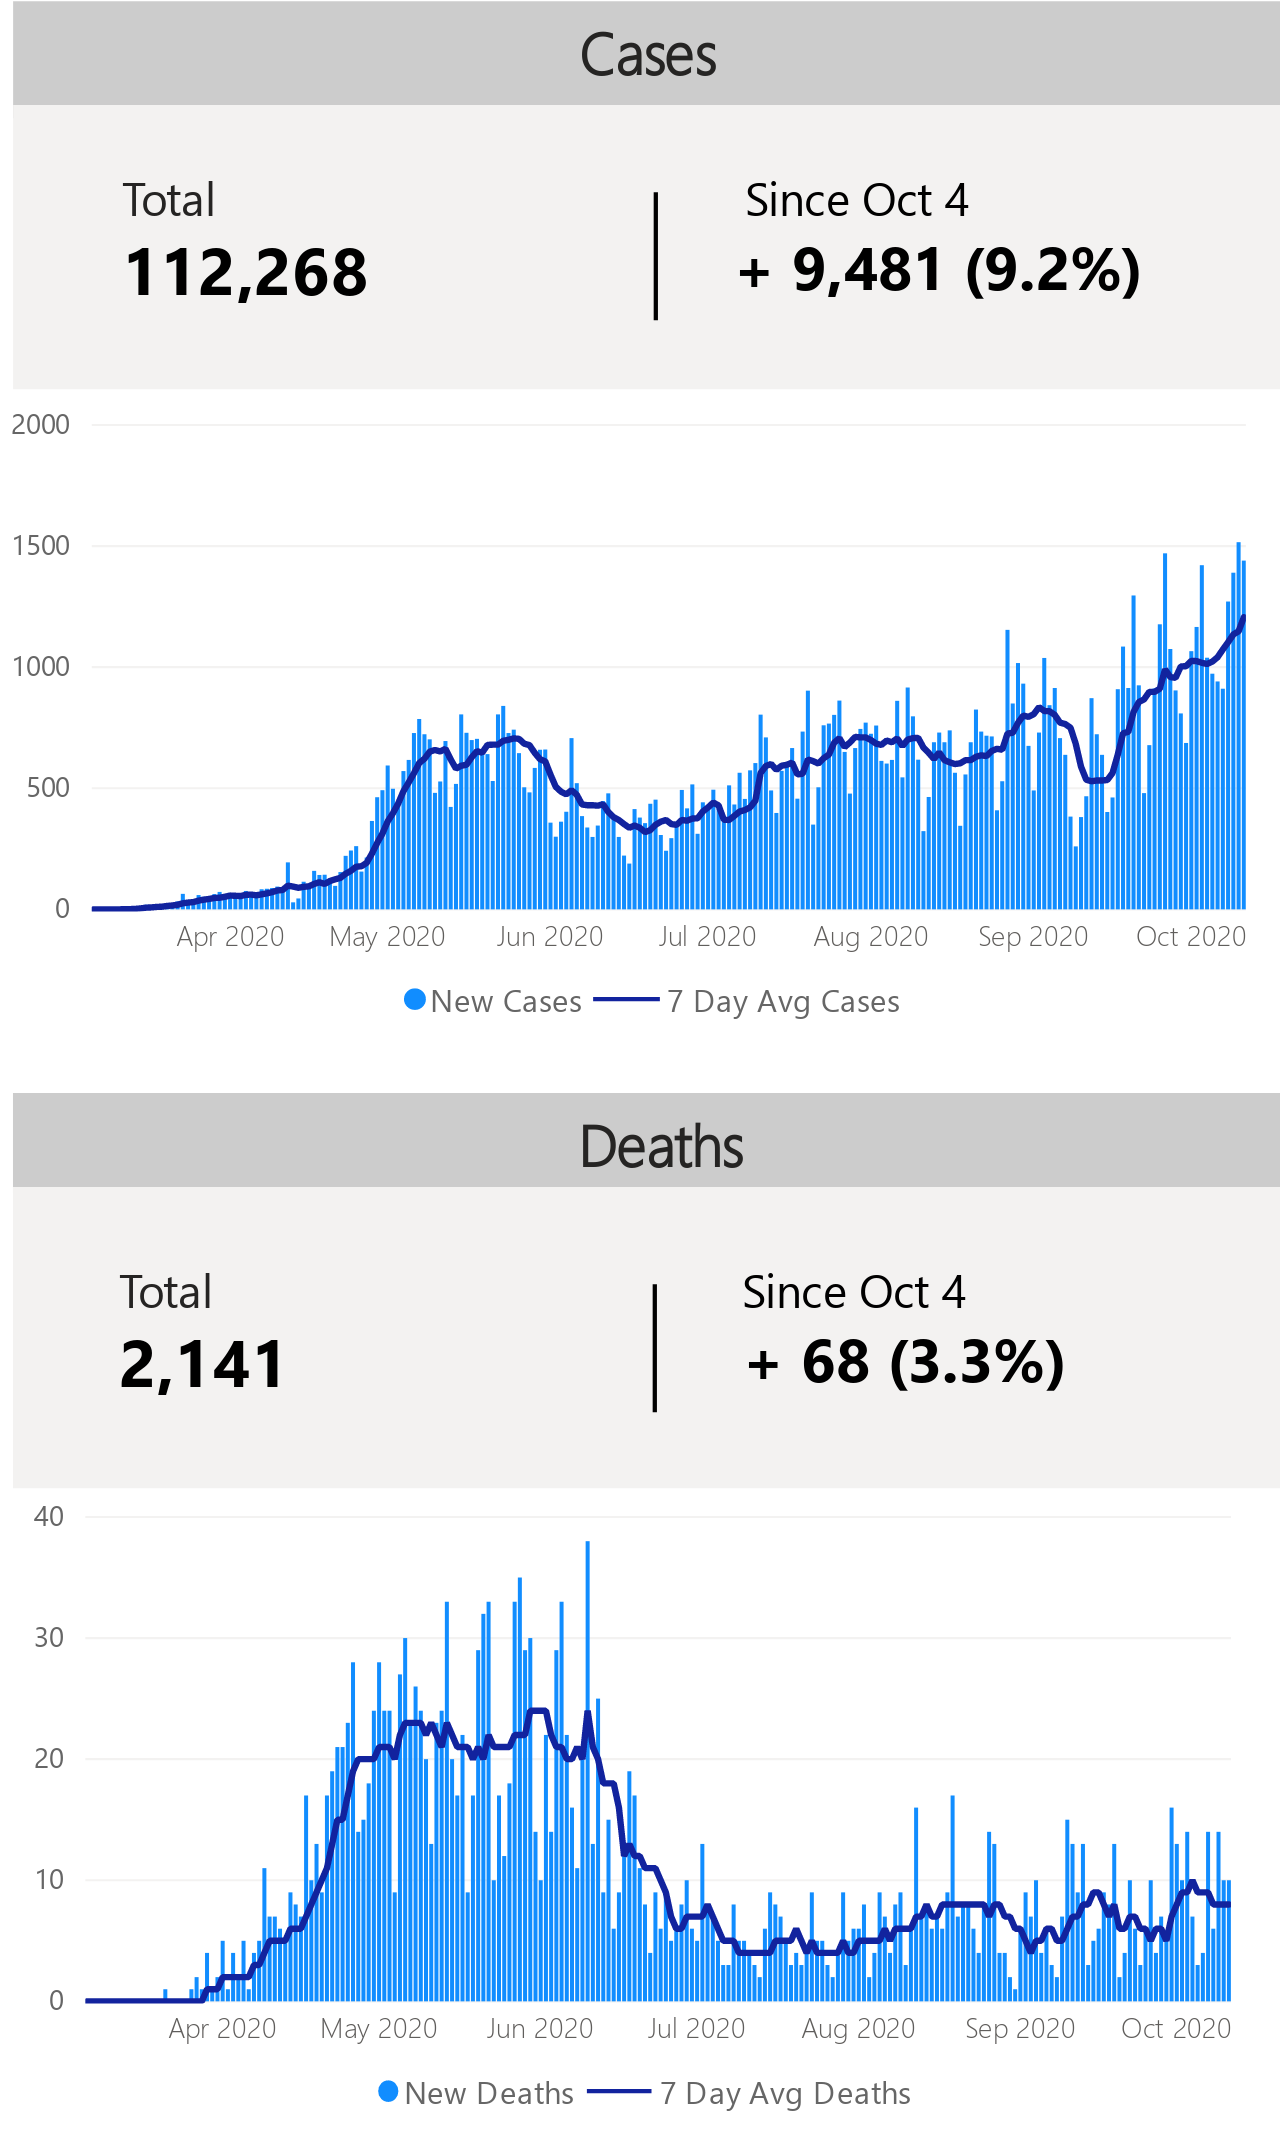 Cases
Total
Since Oct 4
112,268
+ 9,481 (9.2%)
2000
1500
1000
500
0
Apr 2020 May 2020 Jun 2020 Jul 2020 Aug 2020 Sep 2020 Oct 2020
New Cases 7 Day Avg Cases
Deaths
Total
Since Oct 4
2,141
+ 68 (3.3%)
40
30
20
10
0
Apr 2020 May 2020 Jun 2020 Jul 2020 Aug 2020 Sep 2020 Oct 2020
New Deaths 7 Day Avg Deaths